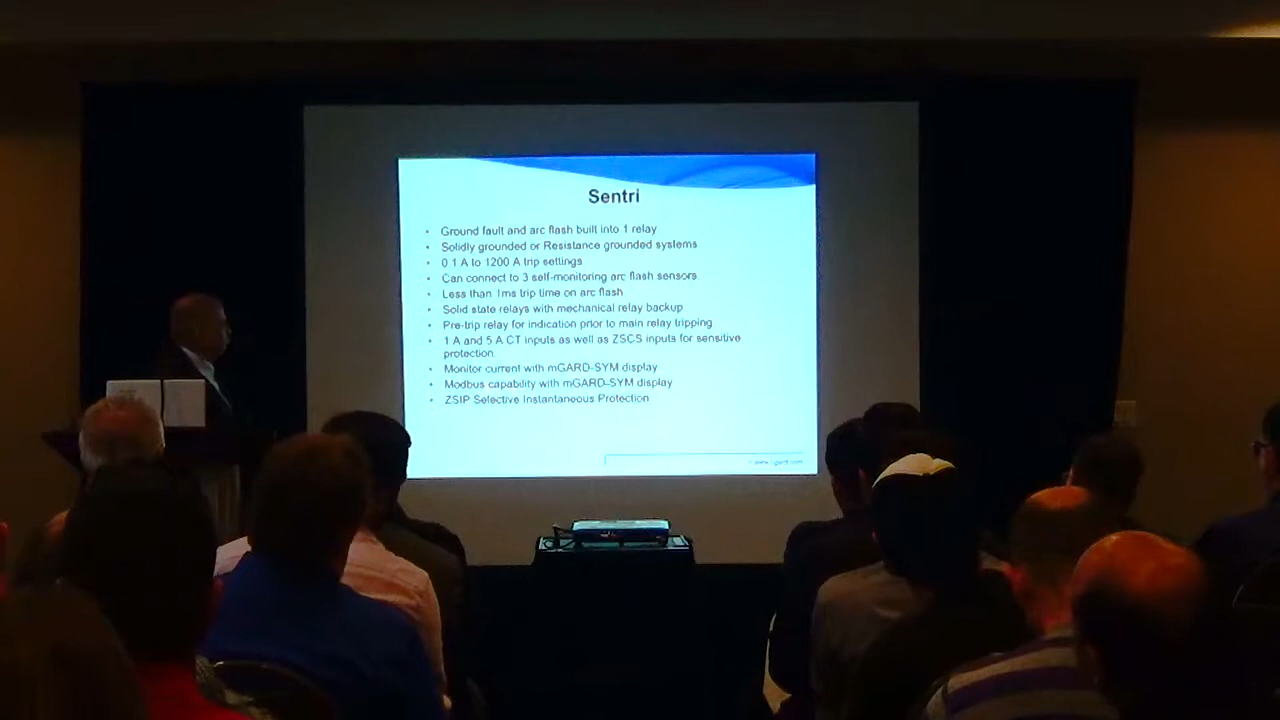 Sentri
• Ground fault and arc flash built into 1 relay
• Solidly grounded or Resistance grounded systems
• 0.1 A to 1200 A trip settings
• Can connect to 3 self-monitoring arc flash sensors
• Less than 1ms trip time on arc flash
• Solid state relays with mechanical relay backup
• Pre-trip relay for indication prior to main relay tripping
• 1 A and 5 A CT inputs as well as ZSCS inputs for sensitive
protection.
• Monitor current with mGARD-SYM display
• Modbus capability with mGARD-SYM display
• ZSIP Selective Instantaneous Protection